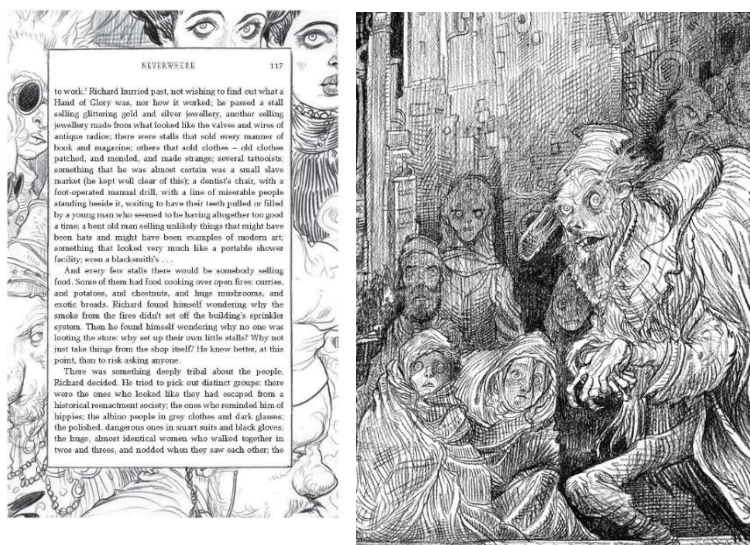 NEVERWHERE 117
to work.' Richard hurried past, not wishing to find out what a
Hand of Glory was, nor how it worked; he passed a stall
selling glittering gold and silver jewellery, another selling
jewellery made from what looked like the valves and wires of
antique radios; there were stalls that sold every manner of
book and magazine; others that sold clothes – old clothes
patched, and mended, and made strange; several tattooists;
something that he was almost certain was a small slave
market (he kept well clear of this); a dentist's chair, with a
foot-operated manual drill, with a line of miserable people
standing beside it, waiting to have their teeth pulled or filled
by a young man who seemed to be having altogether too good
a time; a bent old man selling unlikely things that might have
been hats and might have been examples of modern art;
something that looked very much like a portable shower
facility; even a blacksmith's . . .
And every few stalls there would be somebody selling
food. Some of them had food cooking over open fires: curries,
and potatoes, and chestnuts, and huge mushrooms, and
exotic breads. Richard found himself wondering why the
smoke from the fires didn't set off the building's sprinkler
system. Then he found himself wondering why no one was
looting the store: why set up their own little stalls? Why not
just take things from the shop itself? He knew better, at this
point, than to risk asking anyone.
There was something deeply tribal about the people,
Richard decided. He tried to pick out distinct groups: there
were the ones who looked like they had escaped from a
historical reenactment society; the ones who reminded him of
hippies; the albino people in grey clothes and dark glasses;
the polished, dangerous ones in smart suits and black gloves;
the huge, almost identical women who walked together in
twos and threes, and nodded when they saw each other; the